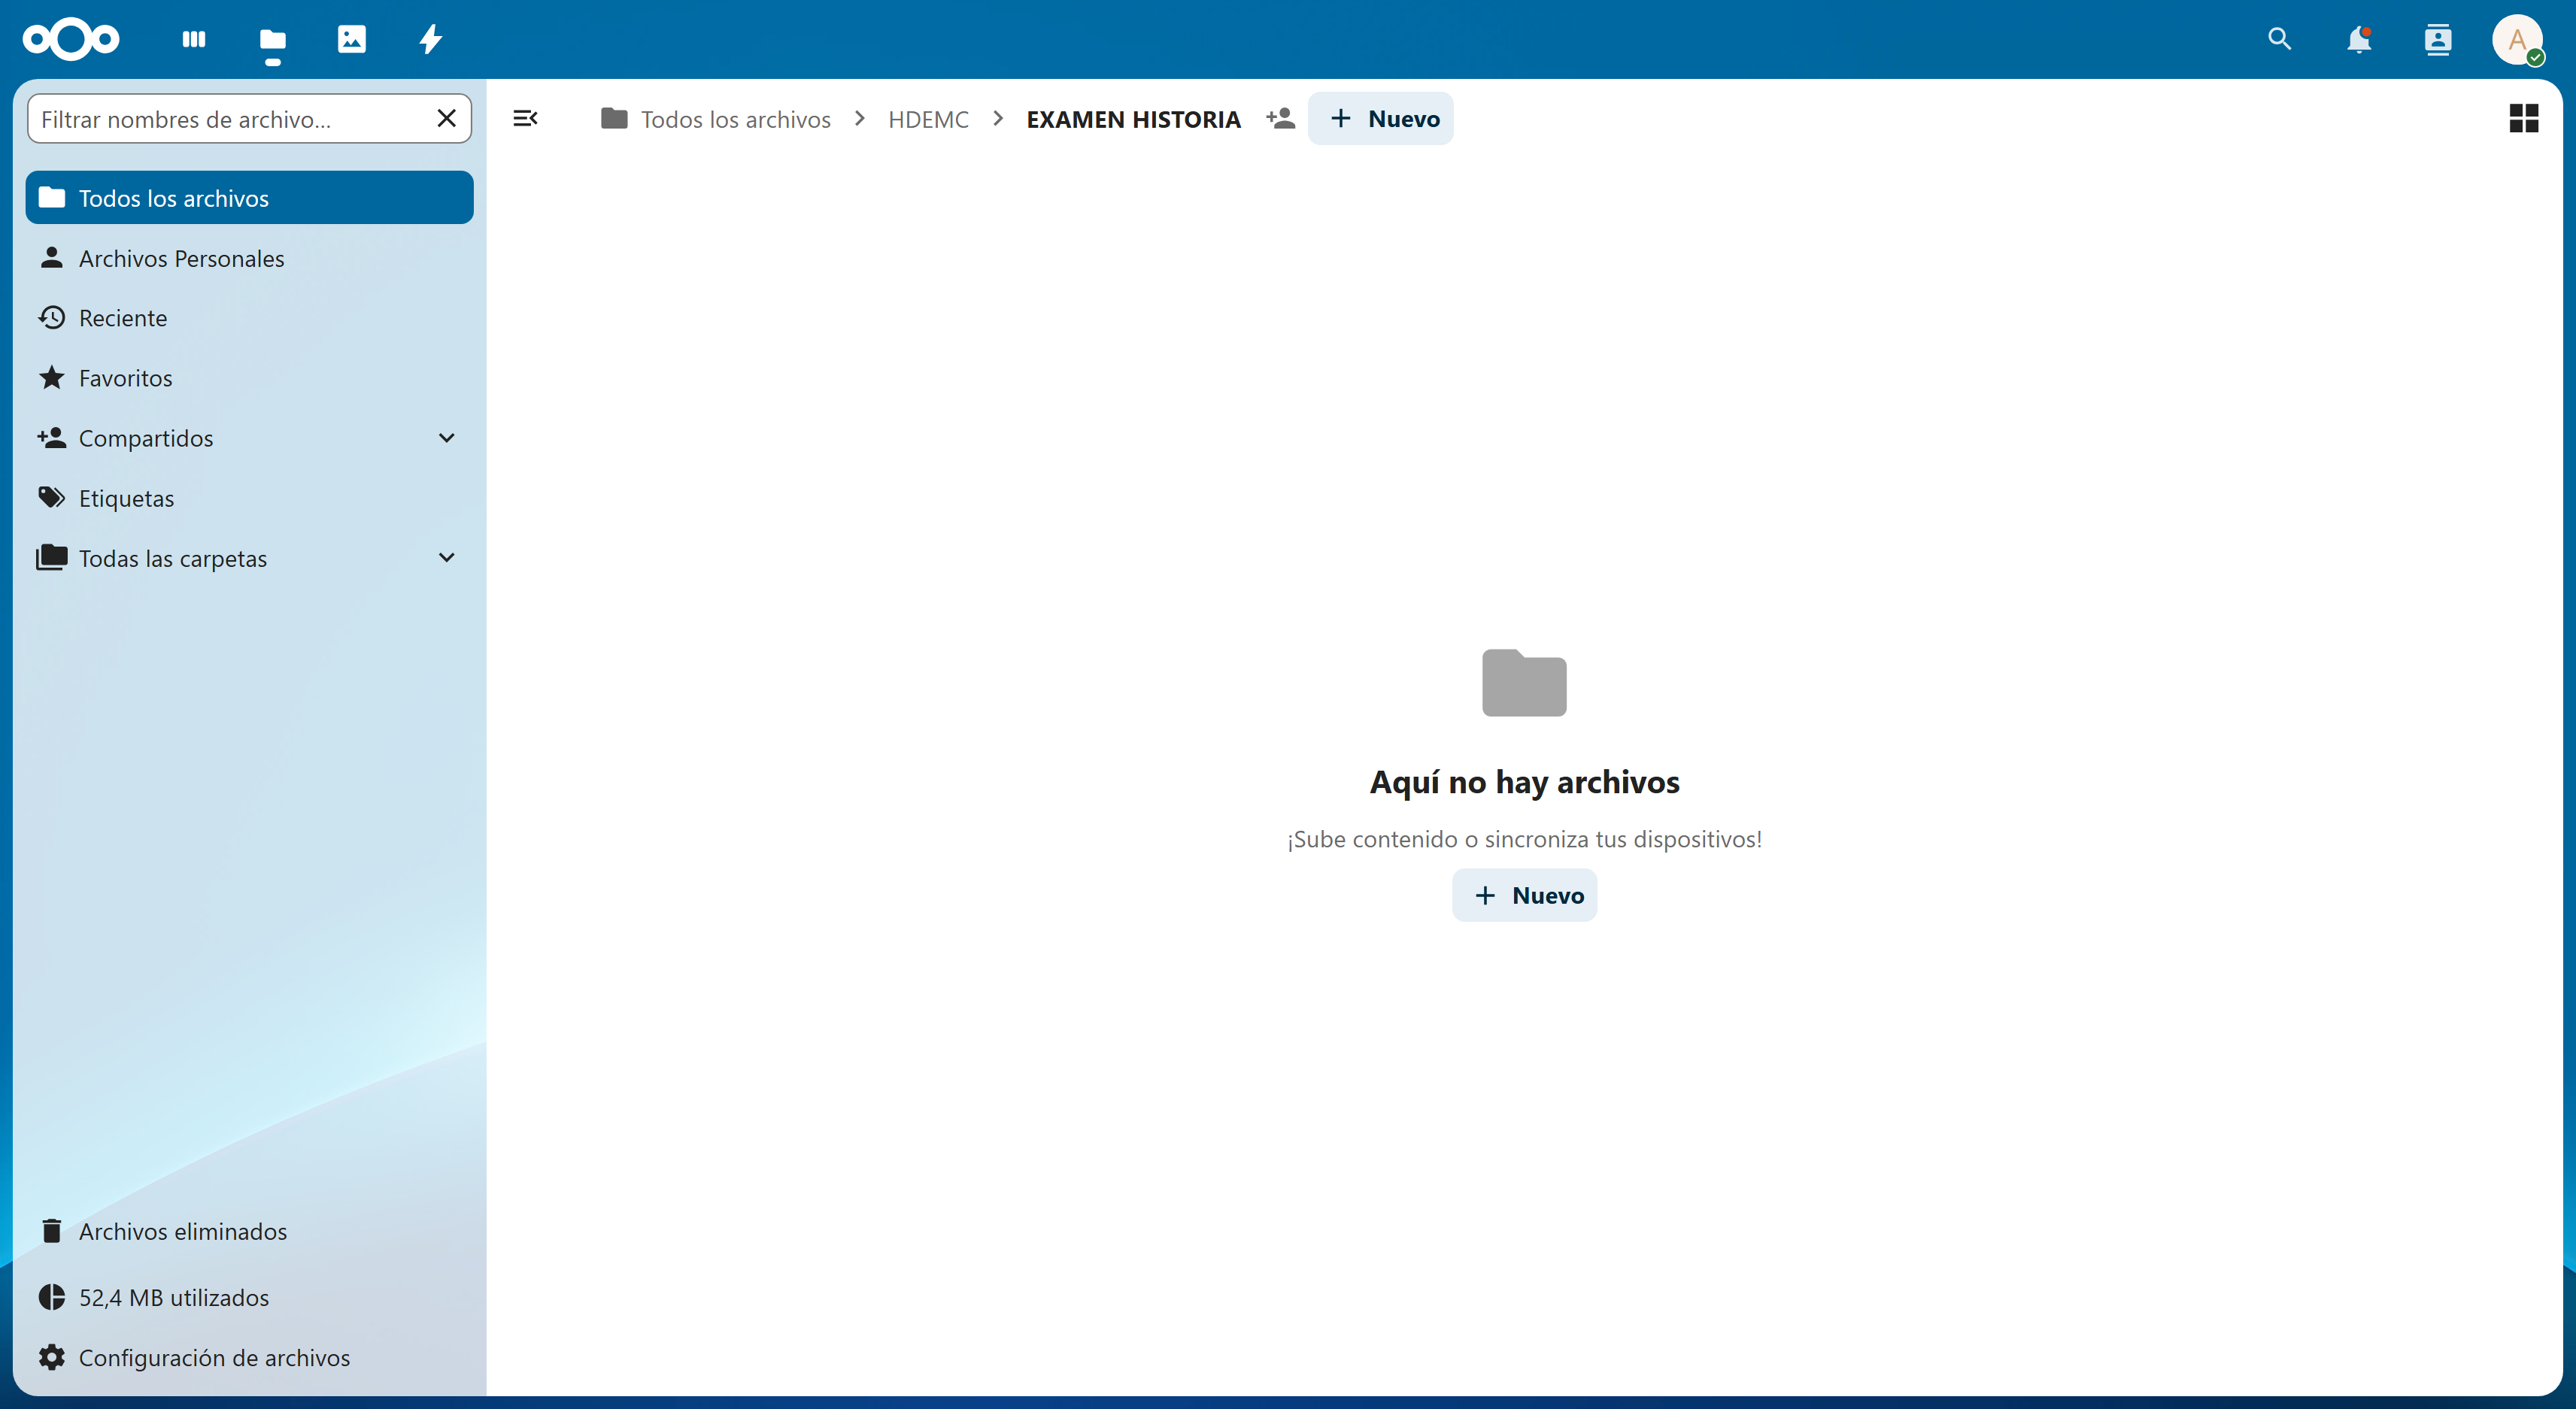 A
Filtrar nombres de archivo...
Todos los archivos
Archivos Personales
Reciente
Favoritos
Compartidos
Etiquetas
Todas las carpetas
Archivos eliminados
52,4 MB utilizados
Configuración de archivos
Todos los archivos > HDEMC > EXAMEN HISTORIA + Nuevo
Aquí no hay archivos
¡Sube contenido o sincroniza tus dispositivos!
+ Nuevo